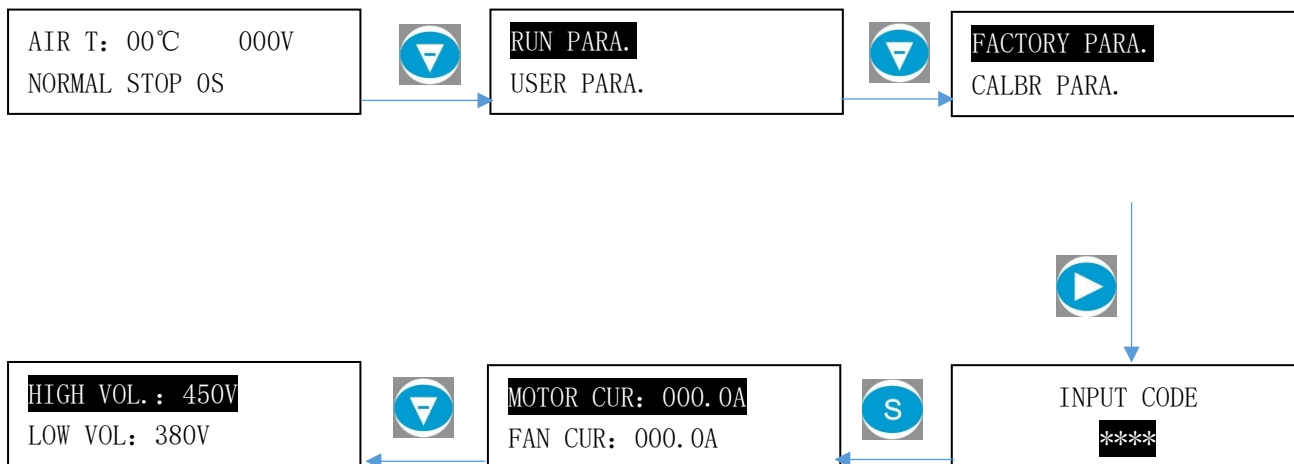 AIR T: 00℃ 000V
NORMAL STOP 0S
RUN PARA.
USER PARA.
FACTORY PARA.
CALBR PARA.
INPUT CODE
****
S
MOTOR CUR: 000.0A
FAN CUR: 000.0A
HIGH VOL.: 450V
LOW VOL: 380V